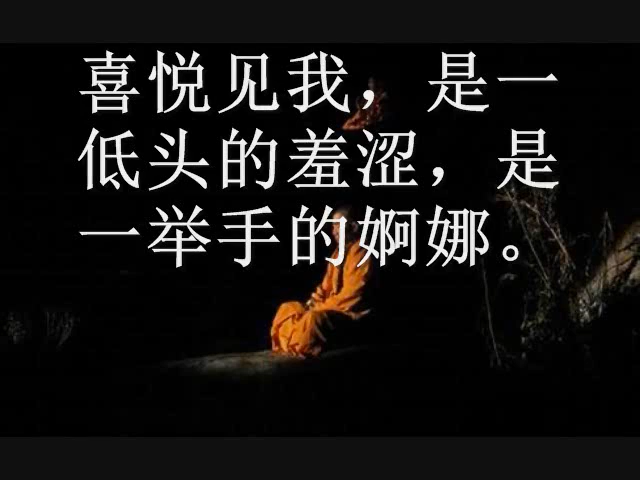 喜悦见我，是一
低头的羞涩，是
一举手的婀娜。